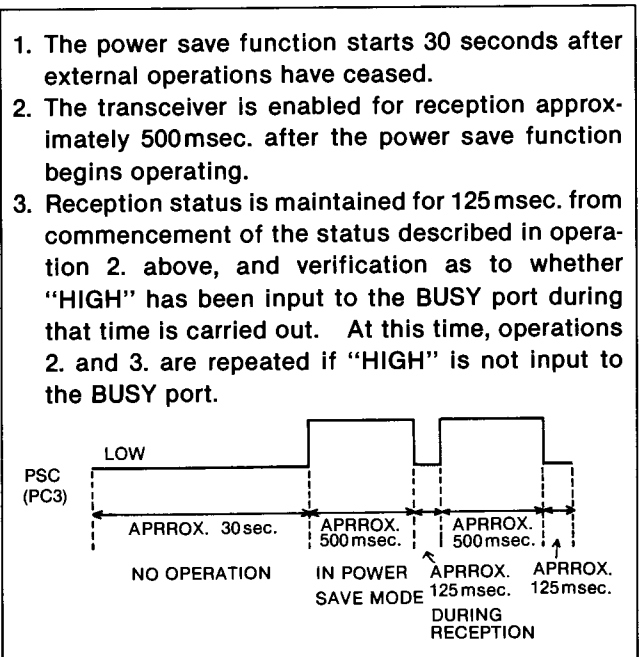 1. The power save function starts 30 seconds after
external operations have ceased.
2. The transceiver is enabled for reception approx-
imately 500msec. after the power save function
begins operating.
3. Reception status is maintained for 125msec. from
commencement of the status described in opera-
tion 2. above, and verification as to whether
“HIGH” has been input to the BUSY port during
that time is carried out. At this time, operations
2. and 3. are repeated if “HIGH” is not input to
the BUSY port.
LOW
PSC
(PC3)
APRROX. 30sec.
APRROX.
500msec.
APRROX.
500msec.
NO OPERATION
IN POWER
SAVE MODE
APRROX.
125msec.
APRROX.
125msec.
DURING
RECEPTION